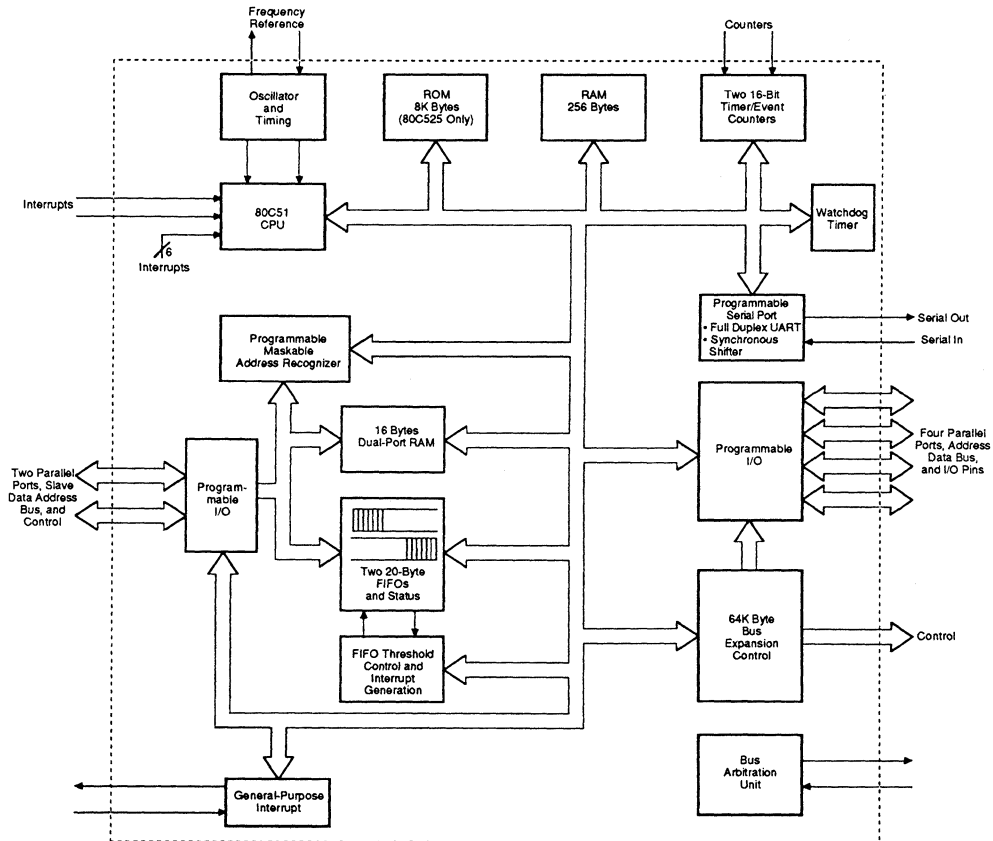 Frequency
Reference
Counters
Oscillator
and
Timing
ROM
8K Bytes
(80C525 Only)
RAM
256 Bytes
Two 16-Bit
Timer/Event
Counters
Interrupts
80C51
CPU
6
Interrupts
Watchdog
Timer
Programmable
Serial Port
• Full Duplex UART
• Synchronous
Shifter
Serial Out
Serial In
Programmable
Maskable
Address Recognizer
16 Bytes
Dual-Port RAM
Programmable
I/O
Four Parallel
Ports, Address
Data Bus,
and I/O Pins
Two Parallel
Ports, Slave
Data Address
Bus, and
Control
Program-
mable
I/O
Two 20-Byte
FIFOs
and Status
FIFO Threshold
Control and
Interrupt
Generation
64K Byte
Bus
Expansion
Control
Control
Bus
Arbitration
Unit
General-Purpose
Interrupt